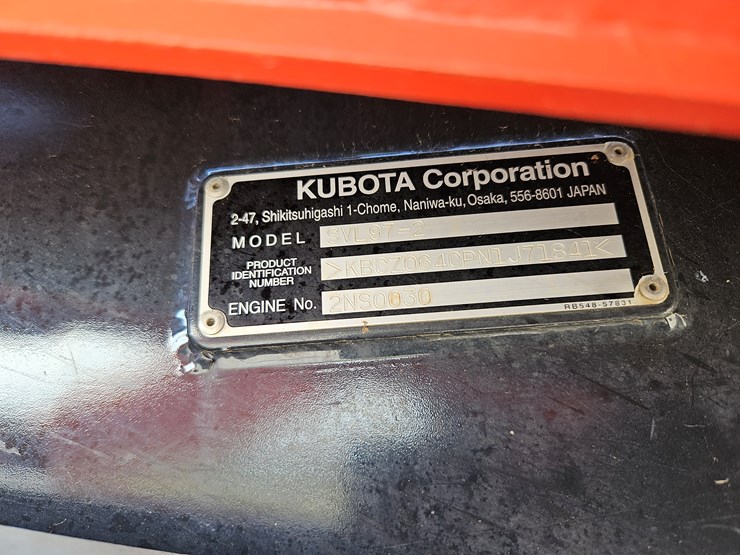 KUBOTA Corporation
2-47, Shikitsuhigashi 1-Chome, Naniwa-ku, Osaka, 556-8601 JAPAN
MODEL SVL97-2
PRODUCT IDENTIFICATION NUMBER >KBCZ064CPN1J71841<
ENGINE No. 2NS0030
RB548-57831